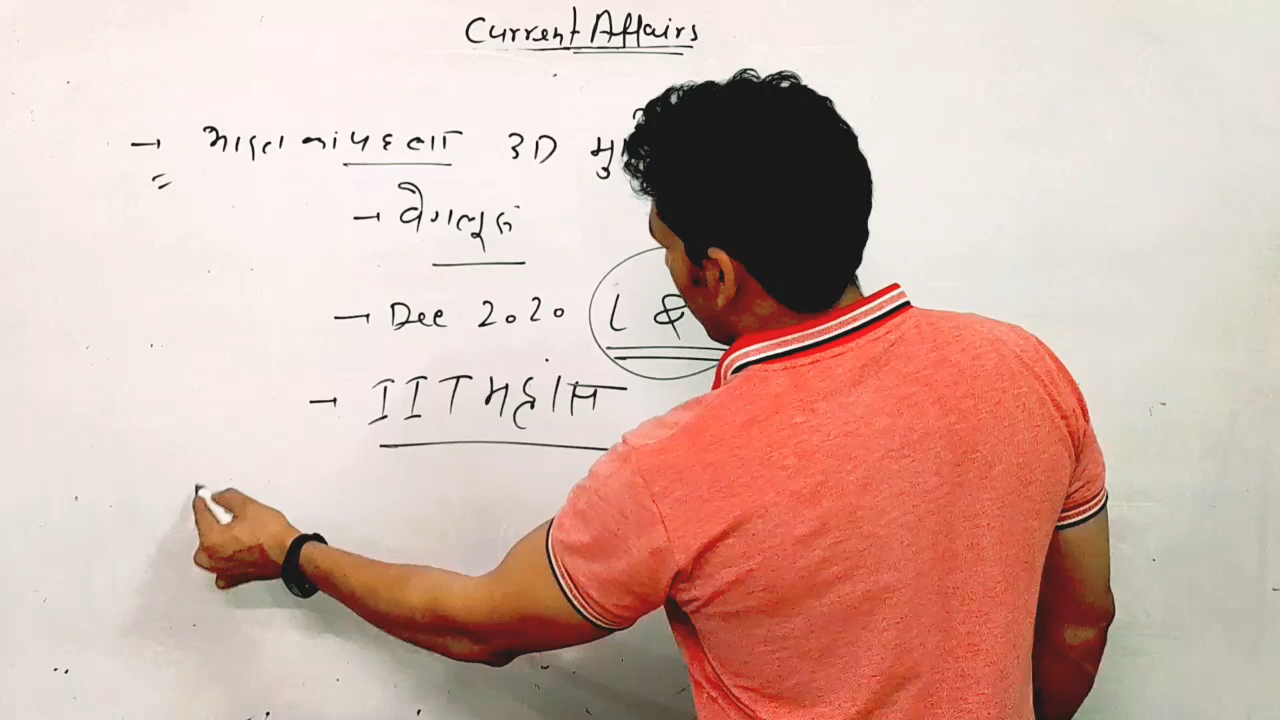 Current Affairs
→ भारत का पहला 3D मु
→ बेंगलुरु
→ Dec 2020 L &
→ IIT मद्रास